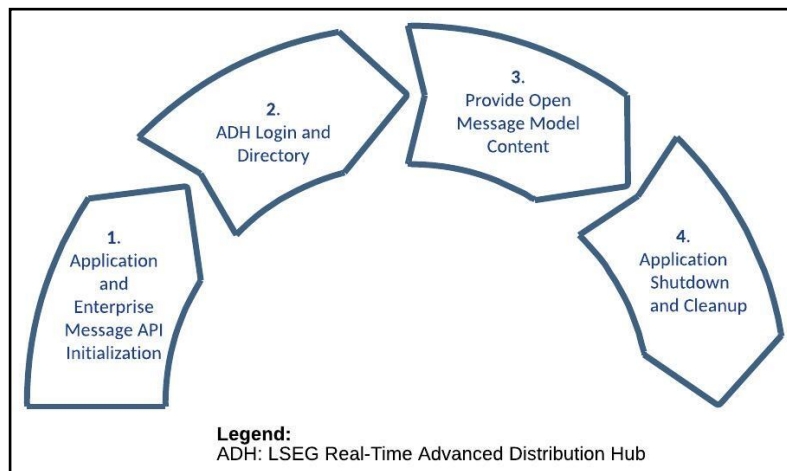 1.
Application
and
Enterprise
Message API
Initialization
2.
ADH Login and
Directory
3.
Provide Open
Message Model
Content
4.
Application
Shutdown
and Cleanup
Legend:
ADH: LSEG Real-Time Advanced Distribution Hub